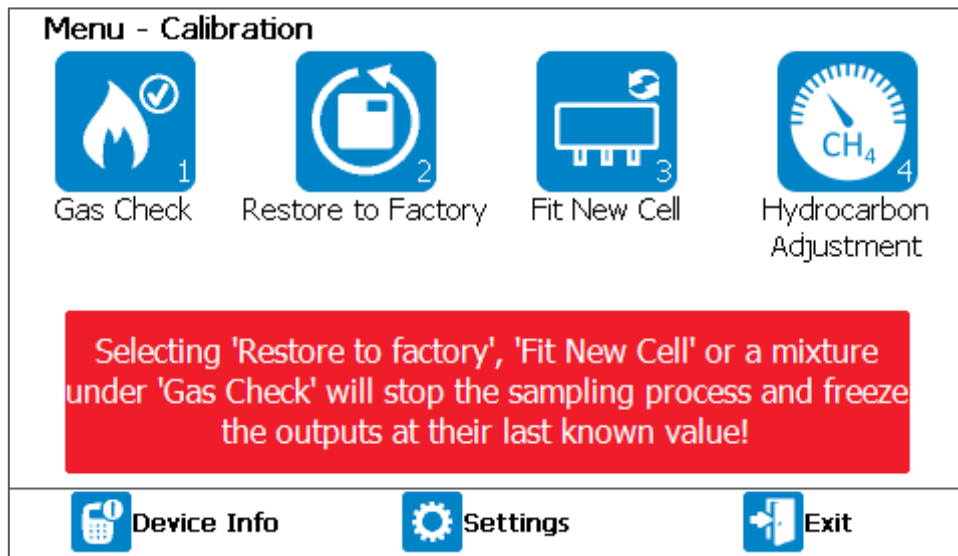 Menu - Calibration
1
2
3
CH4
4
Gas Check
Restore to Factory
Fit New Cell
Hydrocarbon
Adjustment
Selecting 'Restore to factory', 'Fit New Cell' or a mixture
under 'Gas Check' will stop the sampling process and freeze
the outputs at their last known value!
Device Info
Settings
Exit